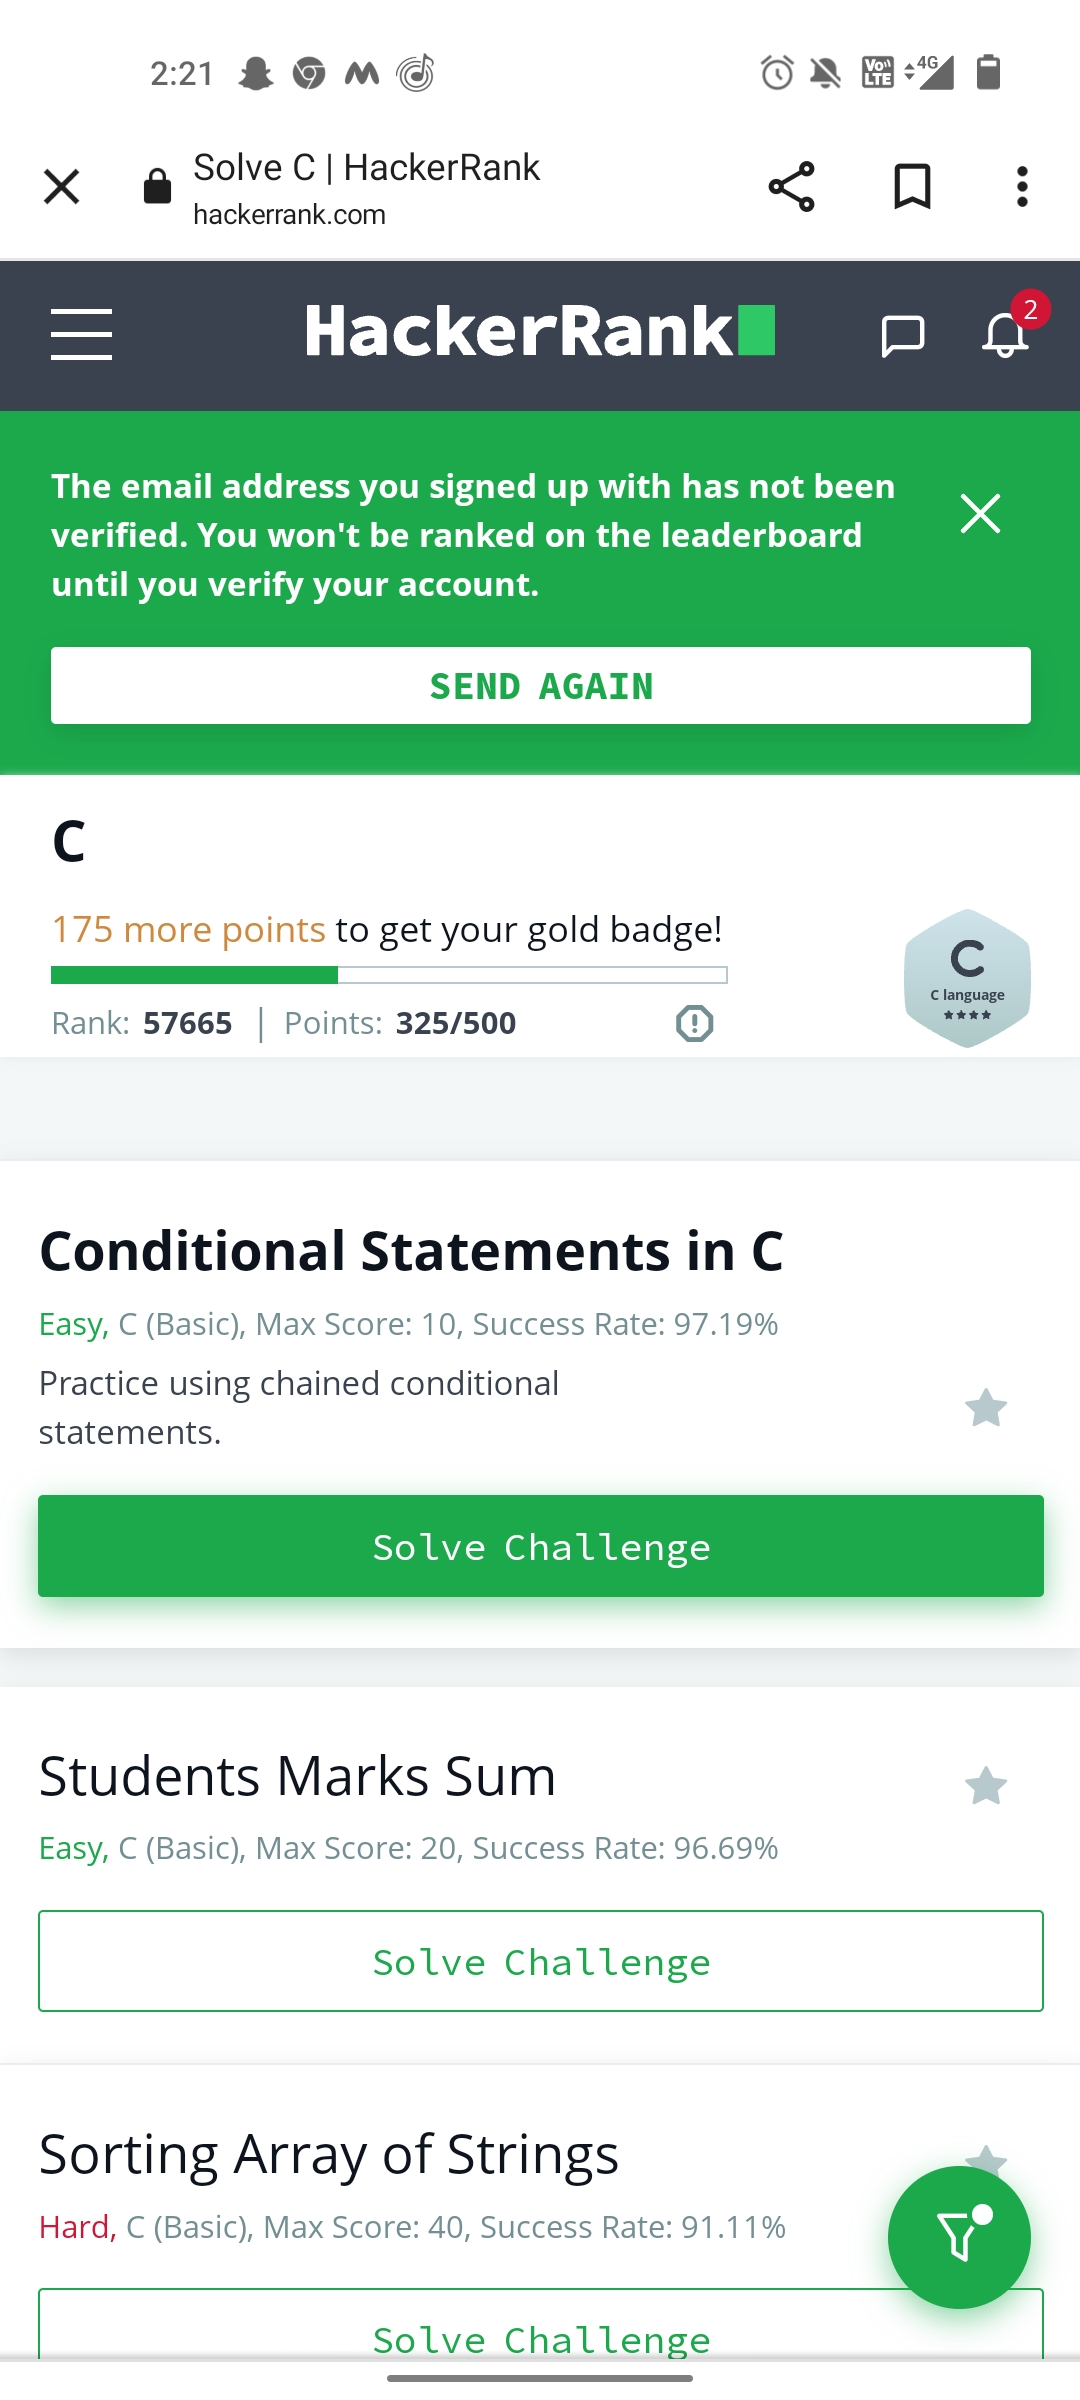 2:21
Vo))
LTE
4G
Solve C | HackerRank
hackerrank.com
HackerRank
2
The email address you signed up with has not been
verified. You won't be ranked on the leaderboard
until you verify your account.
SEND AGAIN
C
175 more points to get your gold badge!
Rank: 57665 | Points: 325/500
C
C language
Conditional Statements in C
Easy, C (Basic), Max Score: 10, Success Rate: 97.19%
Practice using chained conditional
statements.
Solve Challenge
Students Marks Sum
Easy, C (Basic), Max Score: 20, Success Rate: 96.69%
Solve Challenge
Sorting Array of Strings
Hard, C (Basic), Max Score: 40, Success Rate: 91.11%
Solve Challenge